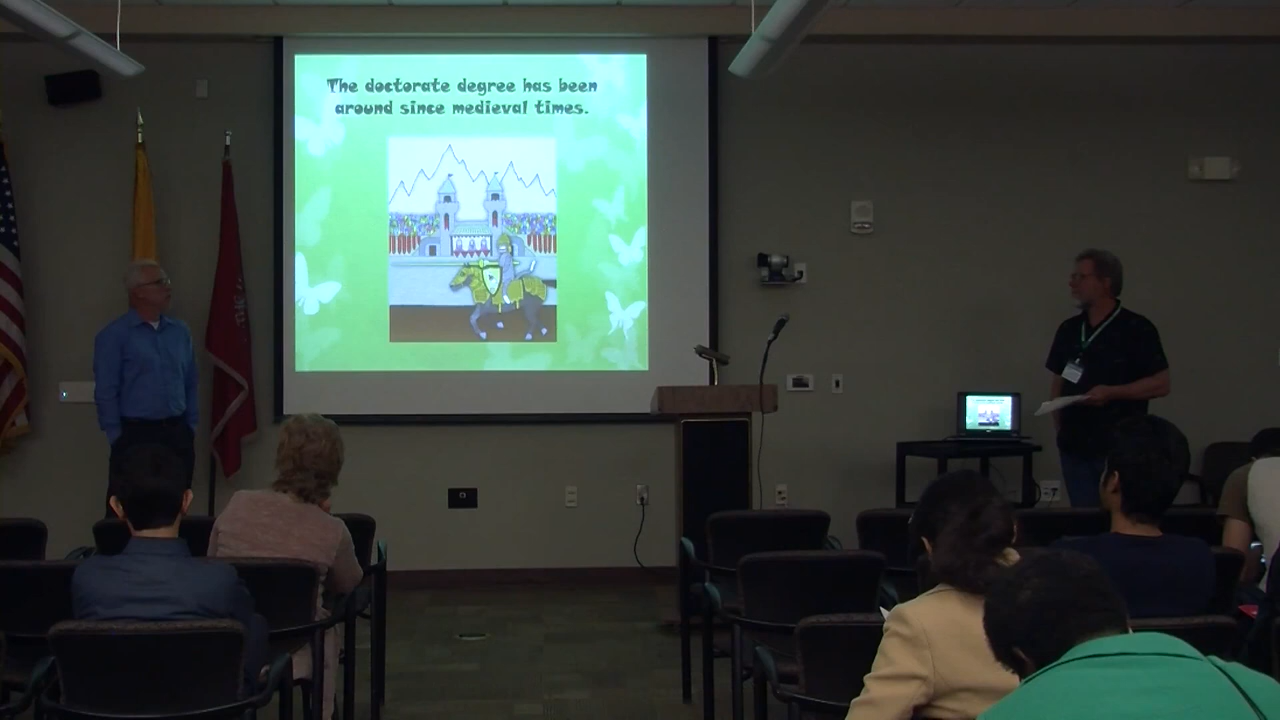 The doctorate degree has been
around since medieval times.